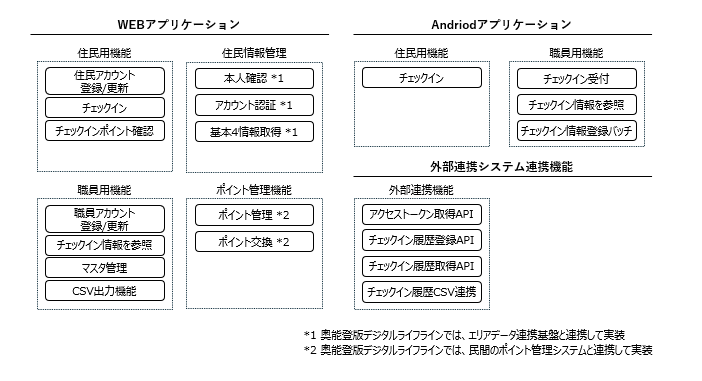 WEBアプリケーション
住民用機能
住民アカウント
登録/更新
チェックイン
チェックインポイント確認
住民情報管理
本人確認 *1
アカウント認証 *1
基本4情報取得 *1
職員用機能
職員アカウント
登録/更新
チェックイン情報を参照
マスタ管理
CSV出力機能
ポイント管理機能
ポイント管理 *2
ポイント交換 *2
Andriodアプリケーション
住民用機能
チェックイン
職員用機能
チェックイン受付
チェックイン情報を参照
チェックイン情報登録バッチ
外部連携システム連携機能
外部連携機能
アクセストークン取得API
チェックイン履歴登録API
チェックイン履歴取得API
チェックイン履歴CSV連携
*1 奥能登版デジタルライフラインでは、エリアデータ連携基盤と連携して実装
*2 奥能登版デジタルライフラインでは、民間のポイント管理システムと連携して実装